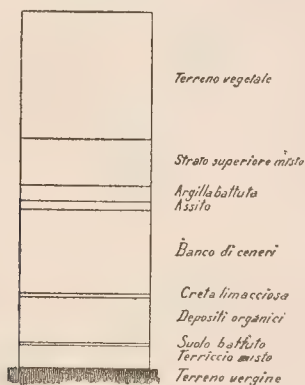 Terreno vegetale
Strato superiore misto
Argilla battuta
Assito
Banco di ceneri
Creta limacciosa
Depositi organici
Suolo battuto
Terriccio misto
Terreno vergine